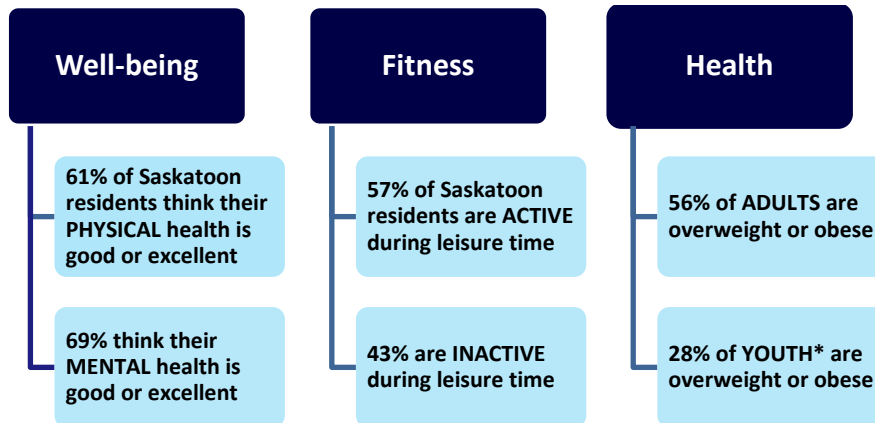 Well-being
61% of Saskatoon
residents think their
PHYSICAL health is
good or excellent
69% think their
MENTAL health is
good or excellent
Fitness
57% of Saskatoon
residents are ACTIVE
during leisure time
43% are INACTIVE
during leisure time
Health
56% of ADULTS are
overweight or obese
28% of YOUTH* are
overweight or obese